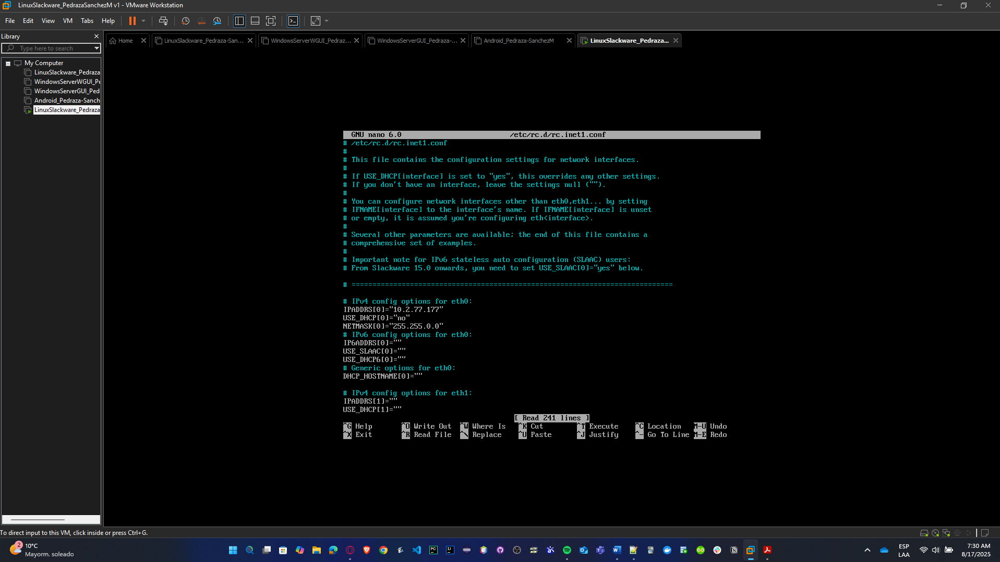 LinuxSlackware_PedrazaSanchezM v1 - VMware Workstation
File Edit View VM Tabs Help
Library
Type here to search
My Computer
LinuxSlackware_Pedraza
WindowsServerWGUI_Pe
WindowsServerGUI_Ped
Android_Pedraza-Sanch
LinuxSlackware_Pedraza
Home
LinuxSlackware_Pedraza-San...
WindowsServerWGUI_Pedraz...
WindowsServerGUI_Pedraza-...
Android_Pedraza-SanchezM
LinuxSlackware_Pedraza...
GNU nano 6.0 /etc/rc.d/rc.inet1.conf
# /etc/rc.d/rc.inet1.conf
#
# This file contains the configuration settings for network interfaces.
#
# If USE_DHCP[interface] is set to "yes", this overrides any other settings.
# If you don't have an interface, leave the settings null ("").
#
# You can configure network interfaces other than eth0,eth1... by setting
# IFNAME[interface] to the interface's name. If IFNAME[interface] is unset
# or empty, it is assumed you're configuring eth<interface>.
#
# Several other parameters are available; the end of this file contains a
# comprehensive set of examples.
#
# Important note for IPv6 stateless auto configuration (SLAAC) users:
# From Slackware 15.0 onwards, you need to set USE_SLAAC[0]="yes" below.
# =============================================================================
# IPv4 config options for eth0:
IPADDRS[0]="10.2.77.177"
USE_DHCP[0]="no"
NETMASK[0]="255.255.0.0"
# IPv6 config options for eth0:
IP6ADDRS[0]=""
USE_SLAAC[0]=""
USE_DHCP6[0]=""
# Generic options for eth0:
DHCP_HOSTNAME[0]=""
# IPv4 config options for eth1:
IPADDRS[1]=""
USE_DHCP[1]=""
[ Read 241 lines ]
^G Help ^O Write Out ^W Where Is ^K Cut ^T Execute ^C Location M-U Undo
^X Exit ^R Read File ^\ Replace ^U Paste ^J Justify ^_ Go To Line M-E Redo
To direct input to this VM, click inside or press Ctrl+G.
2
10°C
Mayorm. soleado
ESP
LAA
7:30 AM
8/17/2025